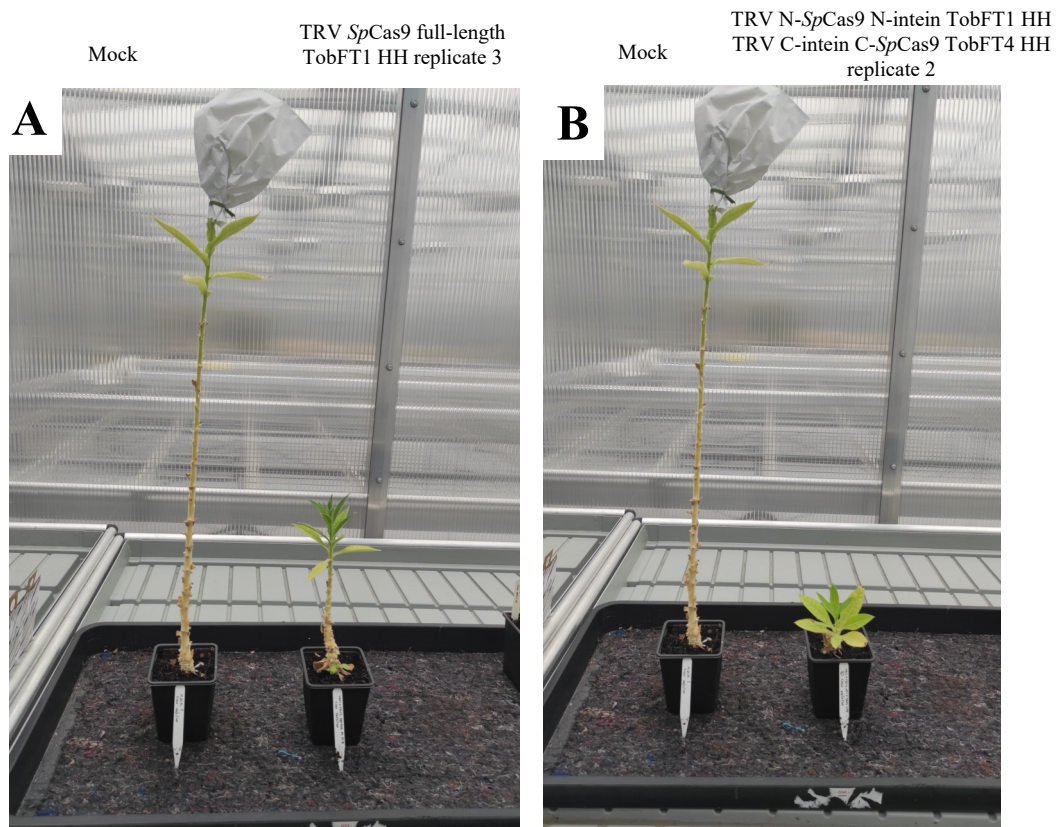 Mock
TRV SpCas9 full-length
TobFT1 HH replicate 3
Mock
TRV N-SpCas9 N-intein TobFT1 HH
TRV C-intein C-SpCas9 TobFT4 HH
replicate 2
A
B